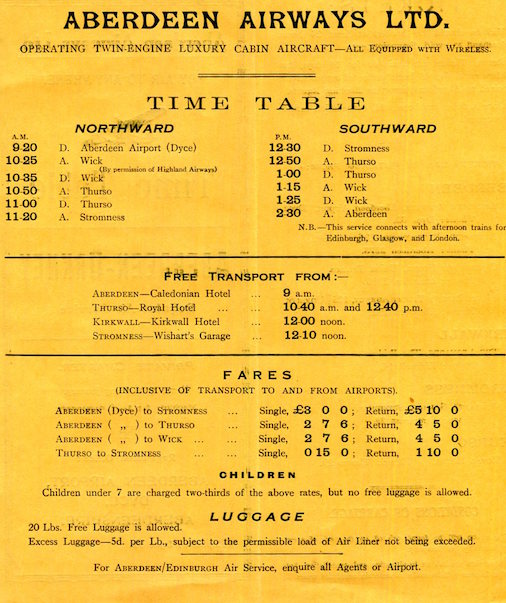 ABERDEEN AIRWAYS LTD.
OPERATING TWIN-ENGINE LUXURY CABIN AIRCRAFT—ALL EQUIPPED WITH WIRELESS.
TIME TABLE
NORTHWARD
A.M.
9-20 D. Aberdeen Airport (Dyce)
10-25 A. Wick
(By permission of Highland Airways)
10-35 D. Wick
10-50 A. Thurso
11-00 D. Thurso
11-20 A. Stromness
SOUTHWARD
P.M.
12-30 D. Stromness
12-50 A. Thurso
1-00 D. Thurso
1-15 A. Wick
1-25 D. Wick
2-30 A. Aberdeen
N.B.—This service connects with afternoon trains for
Edinburgh, Glasgow, and London.
FREE TRANSPORT FROM:—
ABERDEEN—Caledonian Hotel ... 9 a.m.
THURSO—Royal Hotel ... 10-40 a.m. and 12-40 p.m.
KIRKWALL—Kirkwall Hotel ... 12-00 noon.
STROMNESS—Wishart's Garage ... 12-10 noon.
FARES
(INCLUSIVE OF TRANSPORT TO AND FROM AIRPORTS).
ABERDEEN (Dyce) to STROMNESS ... Single, £3 0 0; Return, £5 10 0
ABERDEEN ( „ ) to THURSO ... Single, 2 7 6; Return, 4 5 0
ABERDEEN ( „ ) to WICK ... ... Single, 2 7 6; Return, 4 5 0
THURSO to STROMNESS ... ... ... Single, 0 15 0; Return, 1 10 0
CHILDREN
Children under 7 are charged two-thirds of the above rates, but no free luggage is allowed.
LUGGAGE
20 Lbs. Free Luggage is allowed.
Excess Luggage—5d. per Lb., subject to the permissible load of Air Liner not being exceeded.
For ABERDEEN/EDINBURGH Air Service, enquire all Agents or Airport.